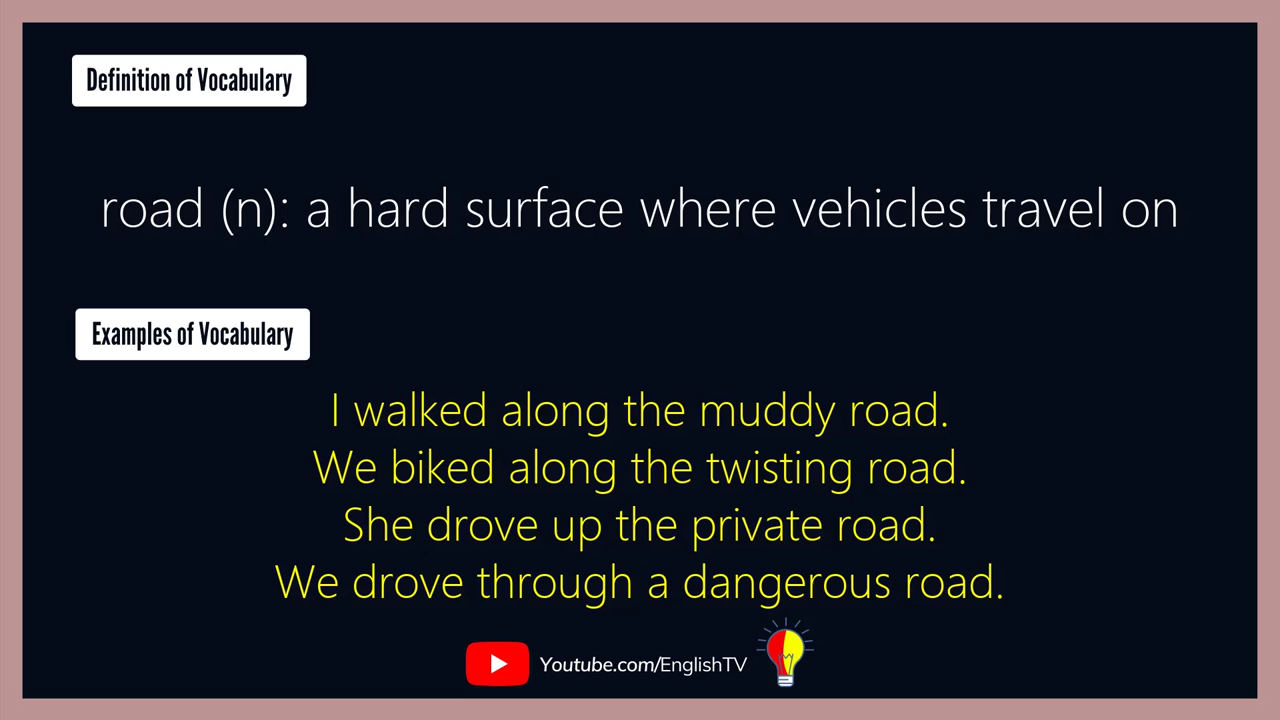 Definition of Vocabulary
road (n): a hard surface where vehicles travel on
Examples of Vocabulary
I walked along the muddy road.
We biked along the twisting road.
She drove up the private road.
We drove through a dangerous road.
Youtube.com/EnglishTV